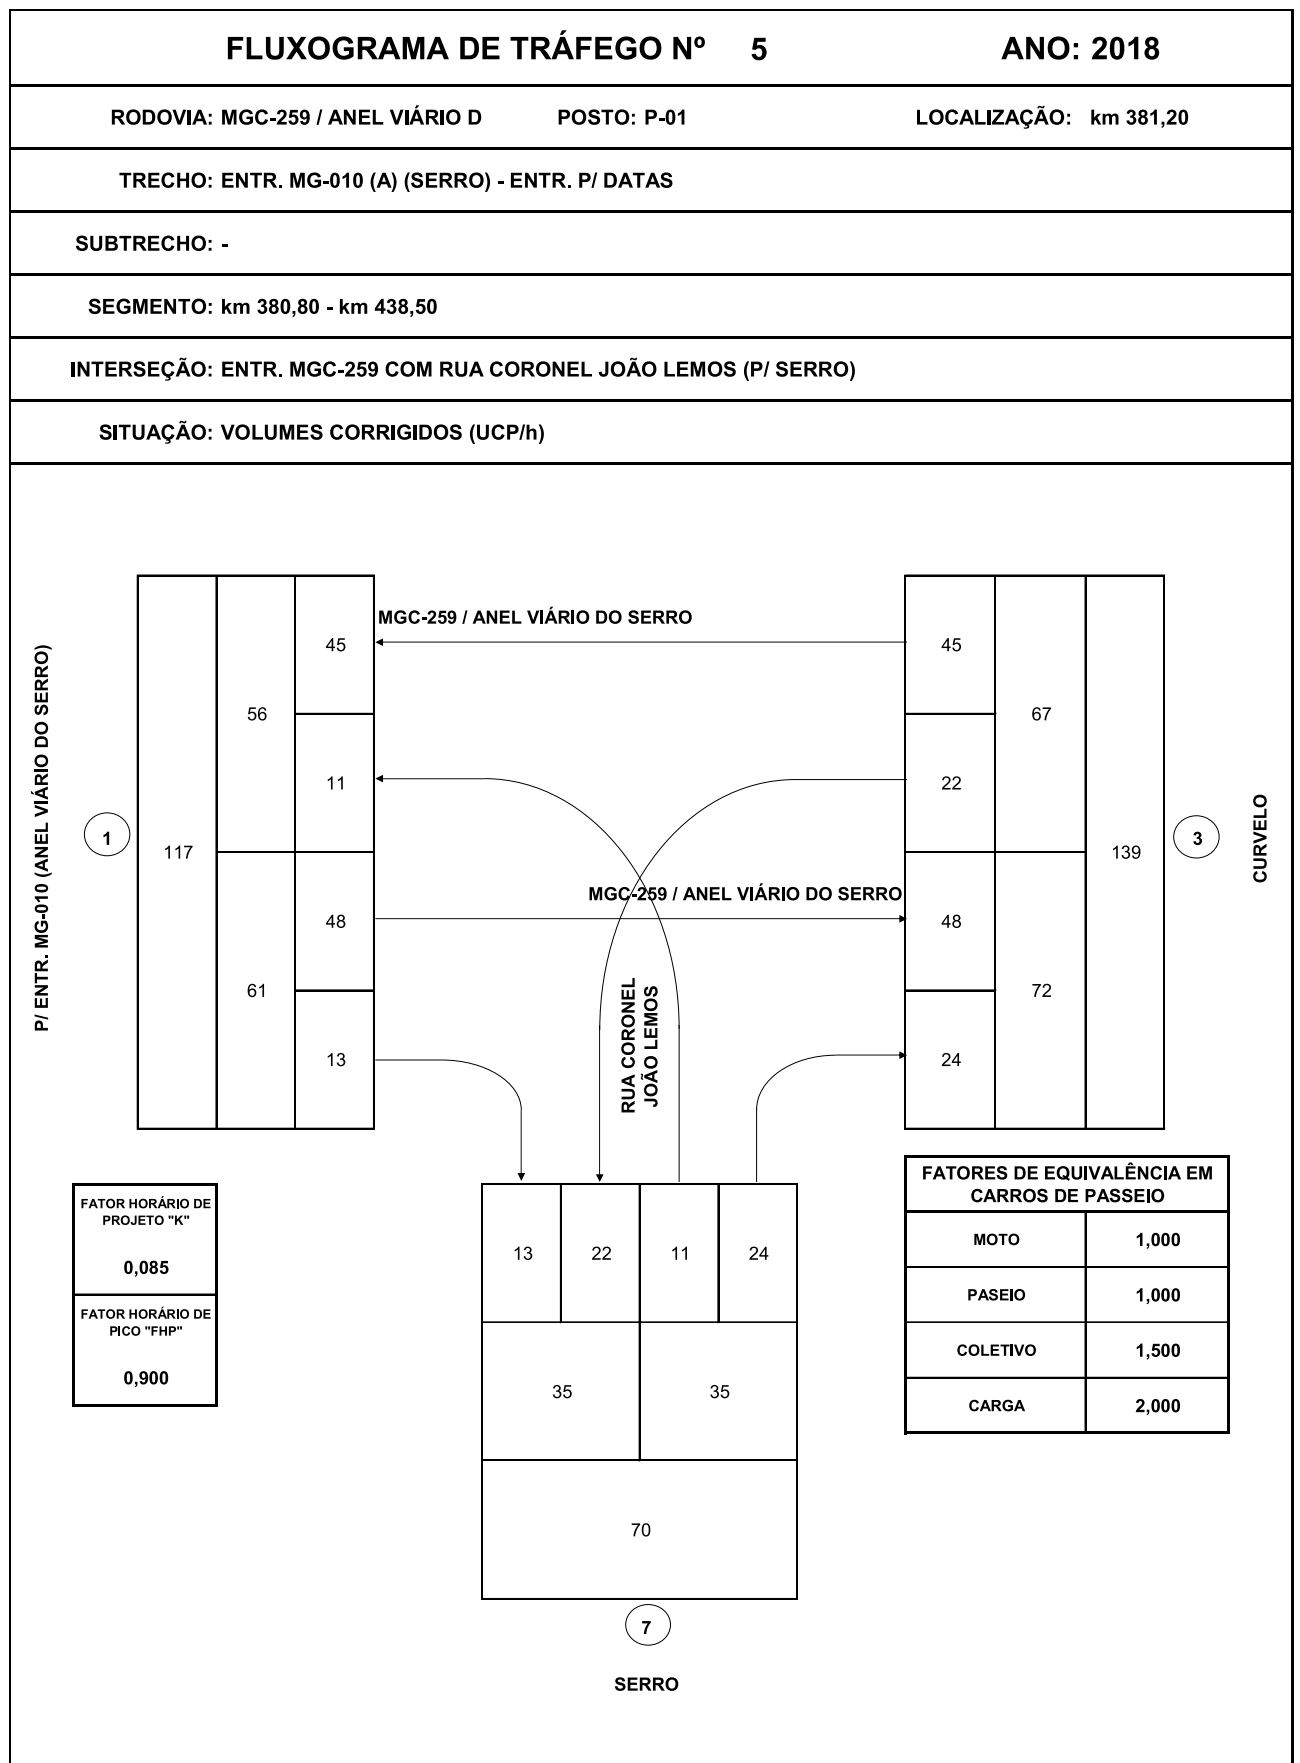 FLUXOGRAMA DE TRÁFEGO Nº 5 ANO: 2018
RODOVIA: MGC-259 / ANEL VIÁRIO D POSTO: P-01 LOCALIZAÇÃO: km 381,20
TRECHO: ENTR. MG-010 (A) (SERRO) - ENTR. P/ DATAS
SUBTRECHO: -
SEGMENTO: km 380,80 - km 438,50
INTERSEÇÃO: ENTR. MGC-259 COM RUA CORONEL JOÃO LEMOS (P/ SERRO)
SITUAÇÃO: VOLUMES CORRIGIDOS (UCP/h)
P/ ENTR. MG-010 (ANEL VIÁRIO DO SERRO)
1
117
56
61
45
11
48
13
MGC-259 / ANEL VIÁRIO DO SERRO
MGC-259 / ANEL VIÁRIO DO SERRO
RUA CORONEL
JOÃO LEMOS
45
22
48
24
67
72
139
3
CURVELO
FATOR HORÁRIO DE
PROJETO "K"
0,085
FATOR HORÁRIO DE
PICO "FHP"
0,900
13 22 11 24
35 35
70
7
SERRO
FATORES DE EQUIVALÊNCIA EM
CARROS DE PASSEIO
MOTO 1,000
PASEIO 1,000
COLETIVO 1,500
CARGA 2,000